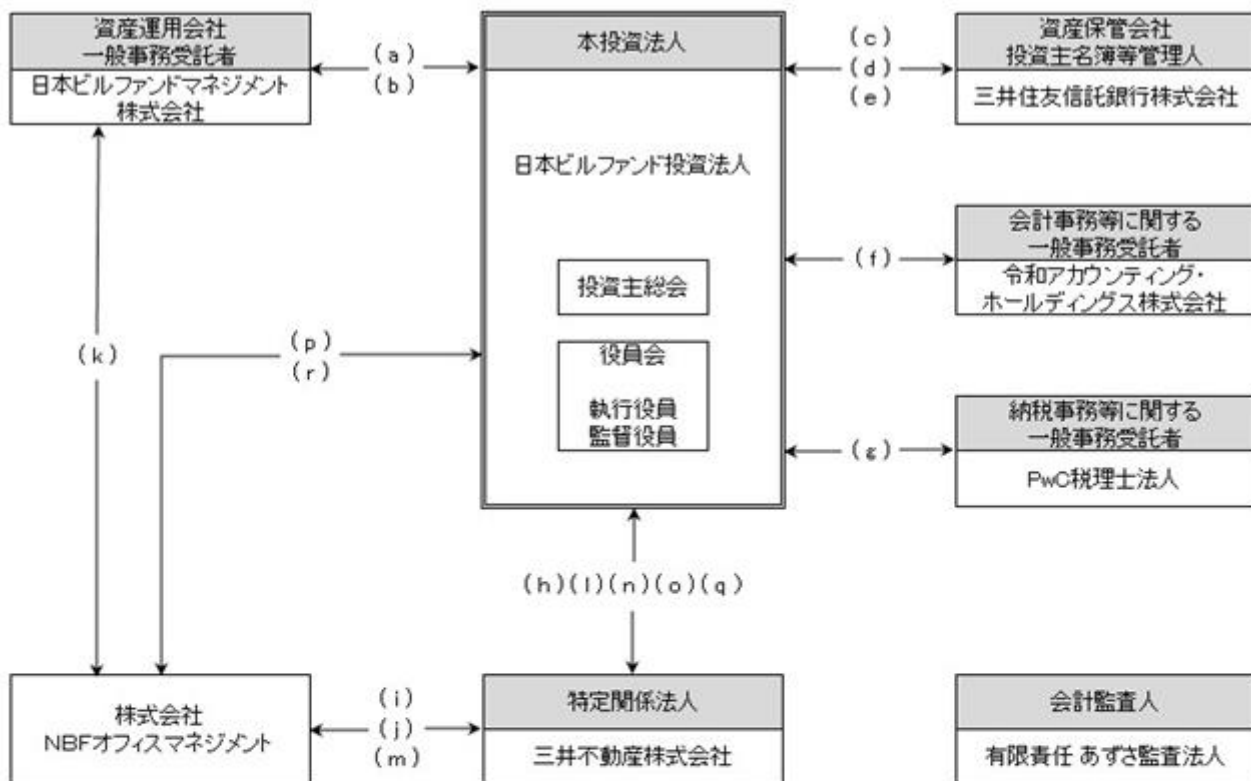 資産運用会社
一般事務受託者
日本ビルファンドマネジメント
株式会社
(a)
(b)
本投資法人
日本ビルファンド投資法人
投資主総会
役員会
執行役員
監督役員
(c)
(d)
(e)
資産保管会社
投資主名簿等管理人
三井住友信託銀行株式会社
(f)
会計事務等に関する
一般事務受託者
令和アカウンティング・
ホールディングス株式会社
(k)
(p)
(r)
(g)
納税事務等に関する
一般事務受託者
PwC税理士法人
(h)(l)(n)(o)(q)
株式会社
NBFオフィスマネジメント
(i)
(j)
(m)
特定関係法人
三井不動産株式会社
会計監査人
有限責任 あずさ監査法人